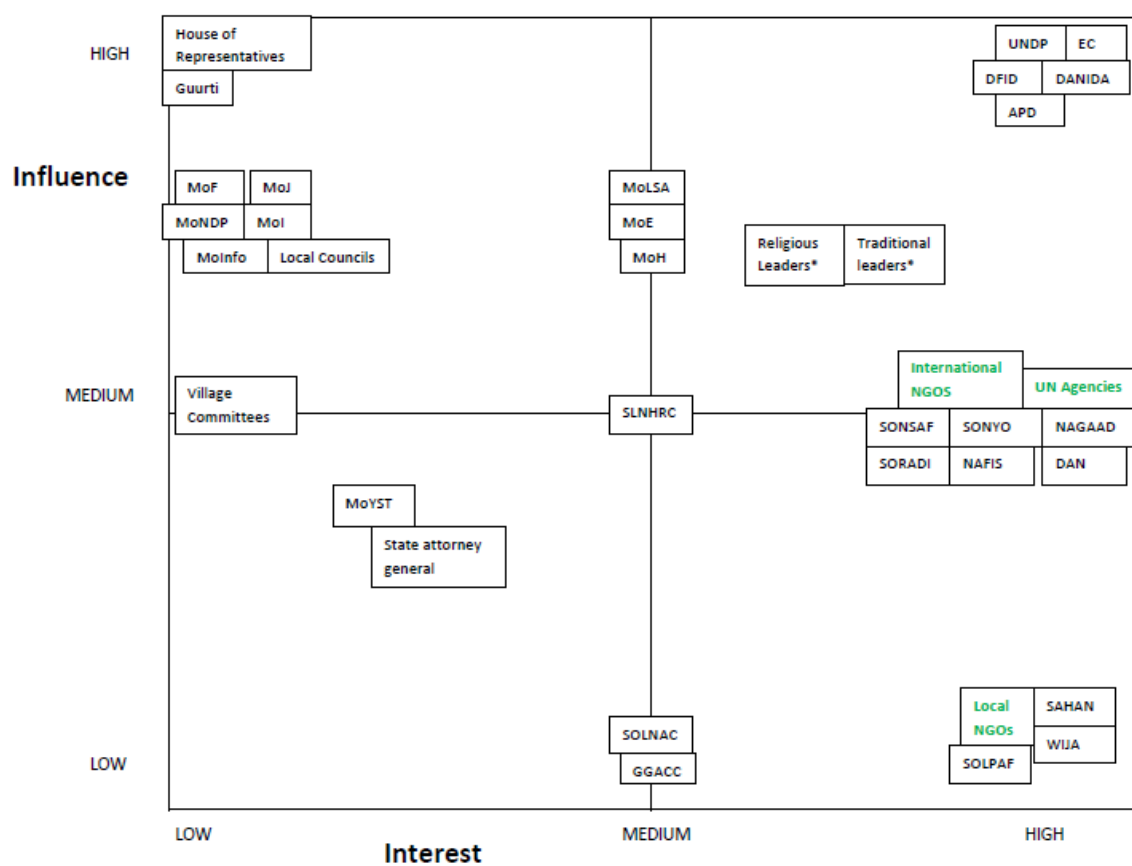 HIGH
House of
Representatives
Guurti
UNDP
EC
DFID
DANIDA
APD
Influence
MoF
MoJ
MoNDP
MoI
MoInfo
Local Councils
MoLSA
MoE
MoH
Religious
Leaders*
Traditional
leaders*
MEDIUM
Village
Committees
SLNHRC
International
NGOS
UN Agencies
SONSAF
SONYO
NAGAAD
SORADI
NAFIS
DAN
MoYST
State attorney
general
LOW
SOLNAC
GGACC
Local
NGOs
SAHAN
WIJA
SOLPAF
LOW
MEDIUM
HIGH
Interest